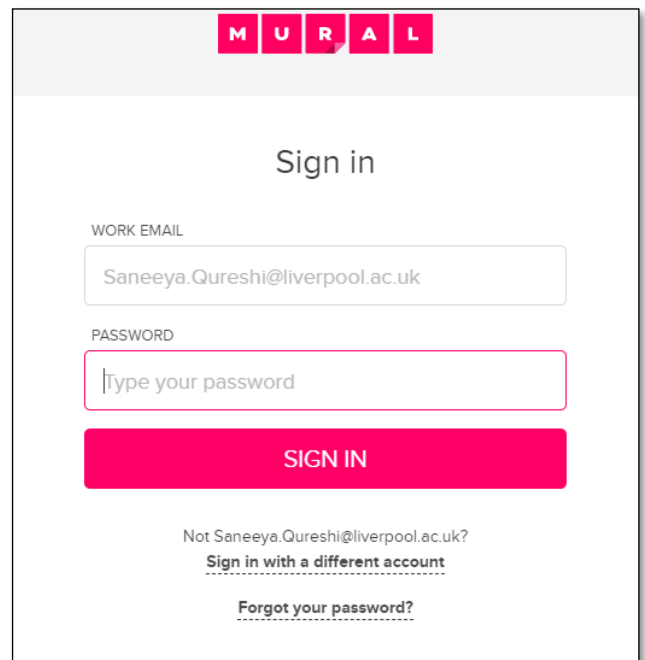 MURAL
Sign in
WORK EMAIL
Saneeya.Qureshi@liverpool.ac.uk
PASSWORD
Type your password
SIGN IN
Not Saneeya.Qureshi@liverpool.ac.uk?
Sign in with a different account
Forgot your password?